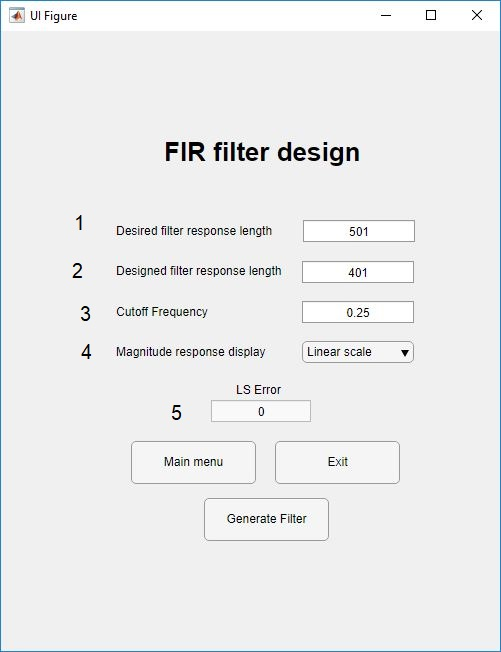 UI Figure
FIR filter design
1 Desired filter response length 501
2 Designed filter response length 401
3 Cutoff Frequency 0.25
4 Magnitude response display Linear scale
LS Error
5 0
Main menu Exit
Generate Filter